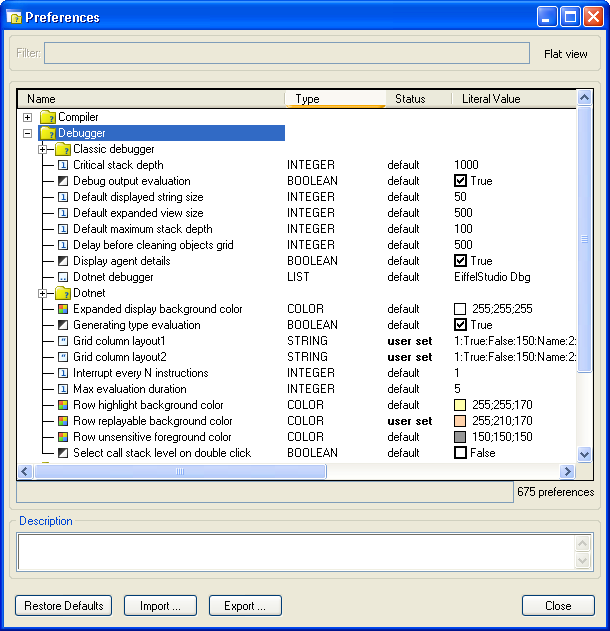 Preferences
Filter: Flat view
Name Type Status Literal Value
Compiler
Debugger
Classic debugger
Critical stack depth INTEGER default 1000
Debug output evaluation BOOLEAN default True
Default displayed string size INTEGER default 50
Default expanded view size INTEGER default 500
Default maximum stack depth INTEGER default 100
Delay before cleaning objects grid INTEGER default 500
Display agent details BOOLEAN default True
Dotnet debugger LIST default EiffelStudio Dbg
Dotnet
Expanded display background color COLOR default 255;255;255
Generating type evaluation BOOLEAN default True
Grid column layout1 STRING user set 1:True:False:150:Name:2:
Grid column layout2 STRING user set 1:True:False:150:Name:2:
Interrupt every N instructions INTEGER default 1
Max evaluation duration INTEGER default 5
Row highlight background color COLOR default 255;255;170
Row replayable background color COLOR user set 255;210;170
Row unsensitive foreground color COLOR default 150;150;150
Select call stack level on double click BOOLEAN default False
675 preferences
Description
Restore Defaults Import ... Export ... Close